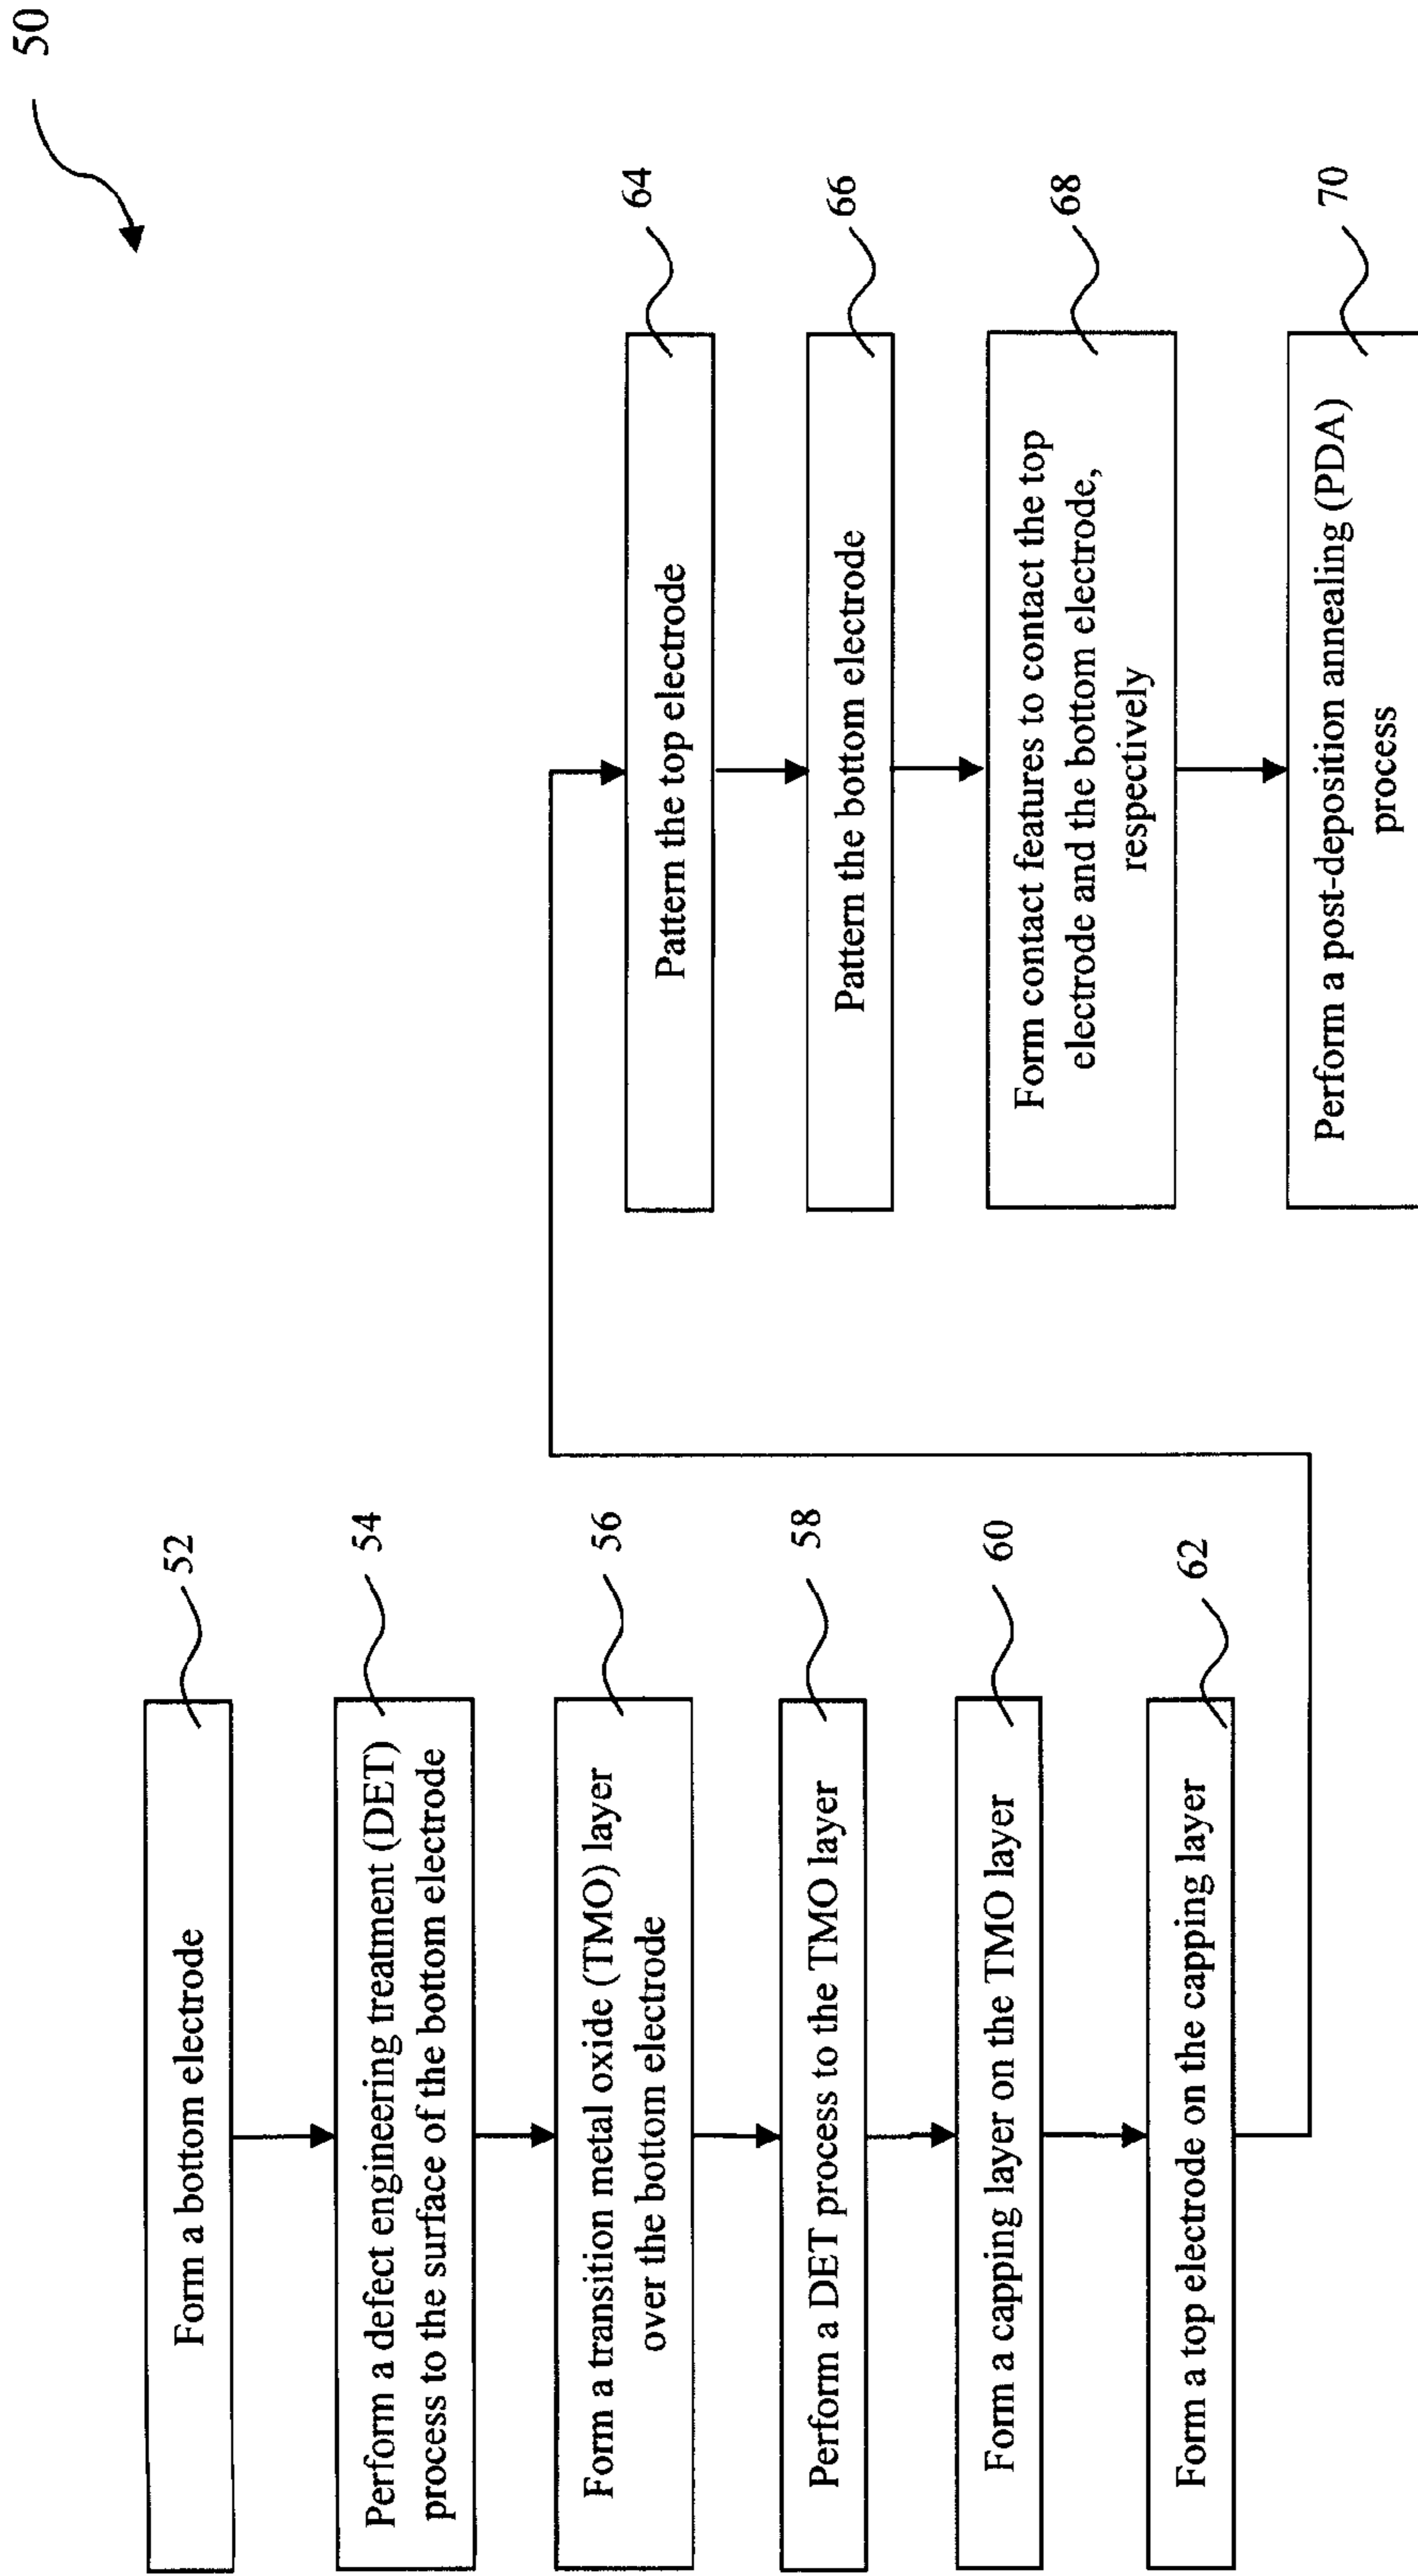 50
Form a bottom electrode
52
Perform a defect engineering treatment (DET)
process to the surface of the bottom electrode
54
Form a transition metal oxide (TMO) layer
over the bottom electrode
56
Perform a DET process to the TMO layer
58
Form a capping layer on the TMO layer
60
Form a top electrode on the capping layer
62
Pattern the top electrode
64
Pattern the bottom electrode
66
Form contact features to contact the top
electrode and the bottom electrode,
respectively
68
Perform a post-deposition annealing (PDA)
process
70